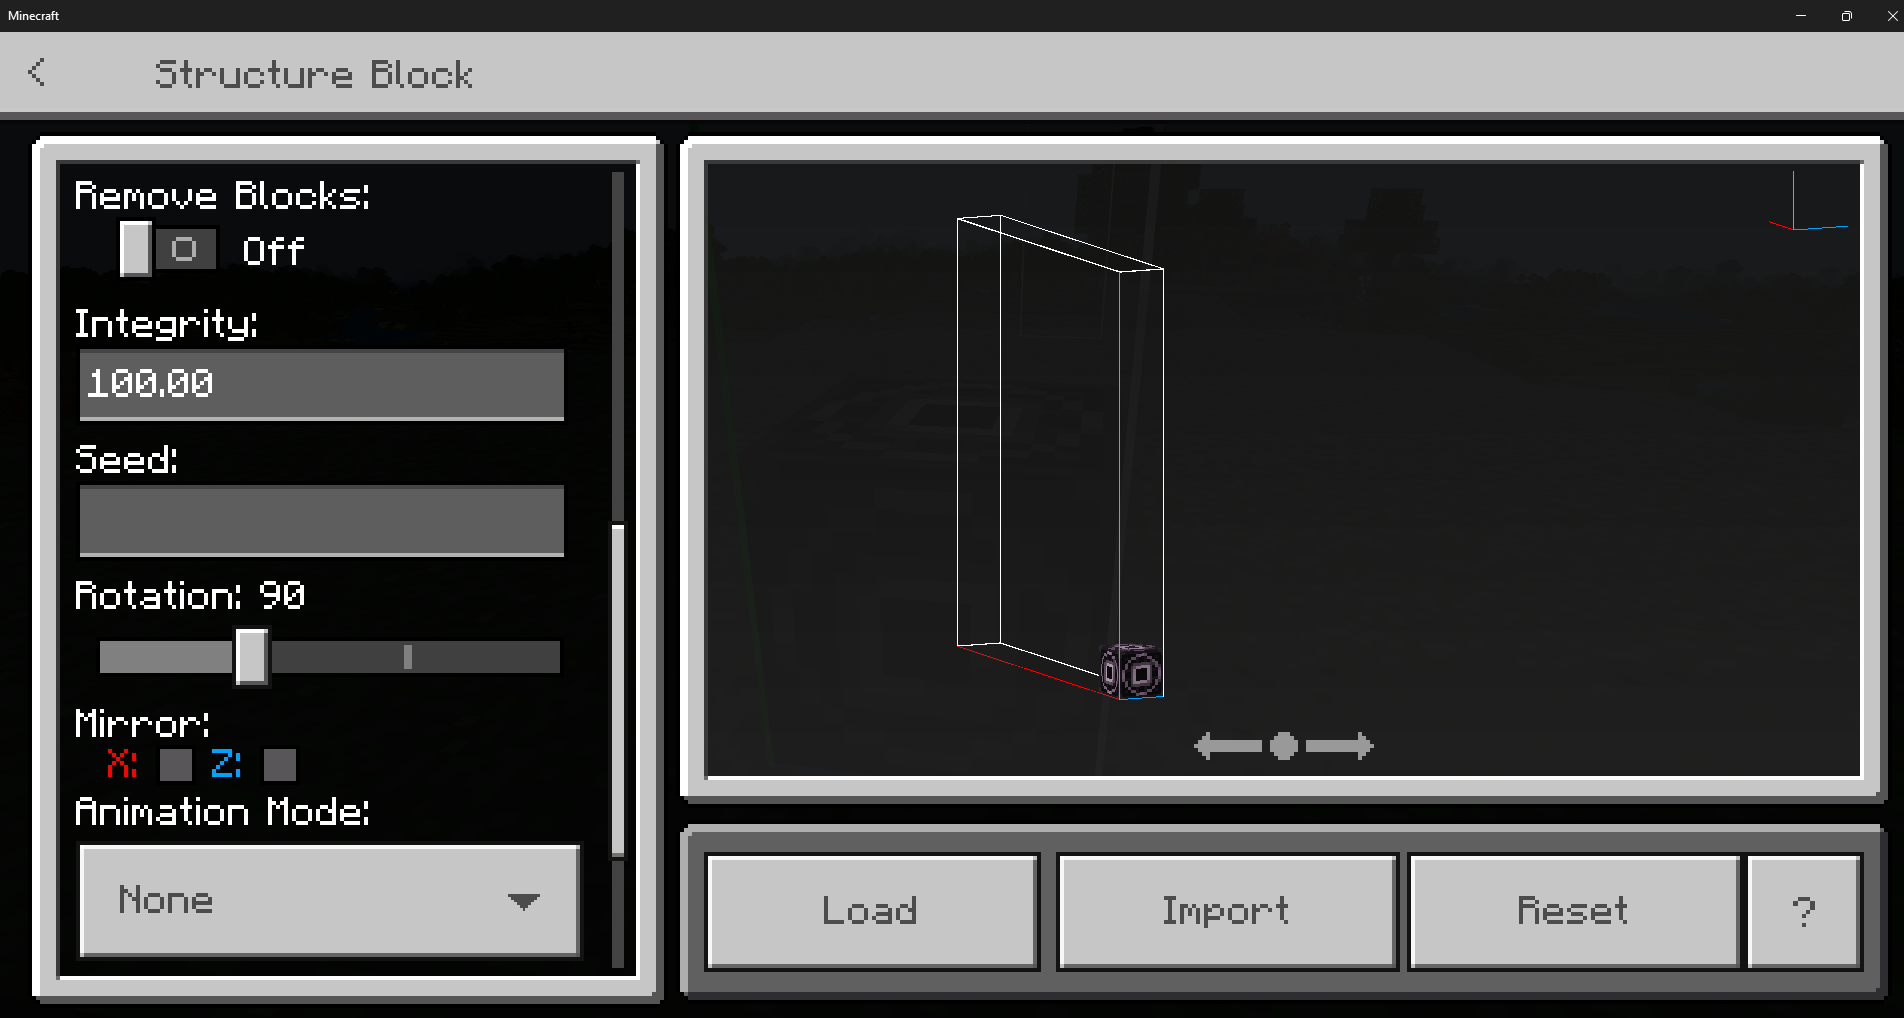 Minecraft
Structure Block
Remove Blocks:
Off
Integrity:
100.00
Seed:
Rotation: 90
Mirror:
X: Z:
Animation Mode:
None
Load
Import
Reset
?